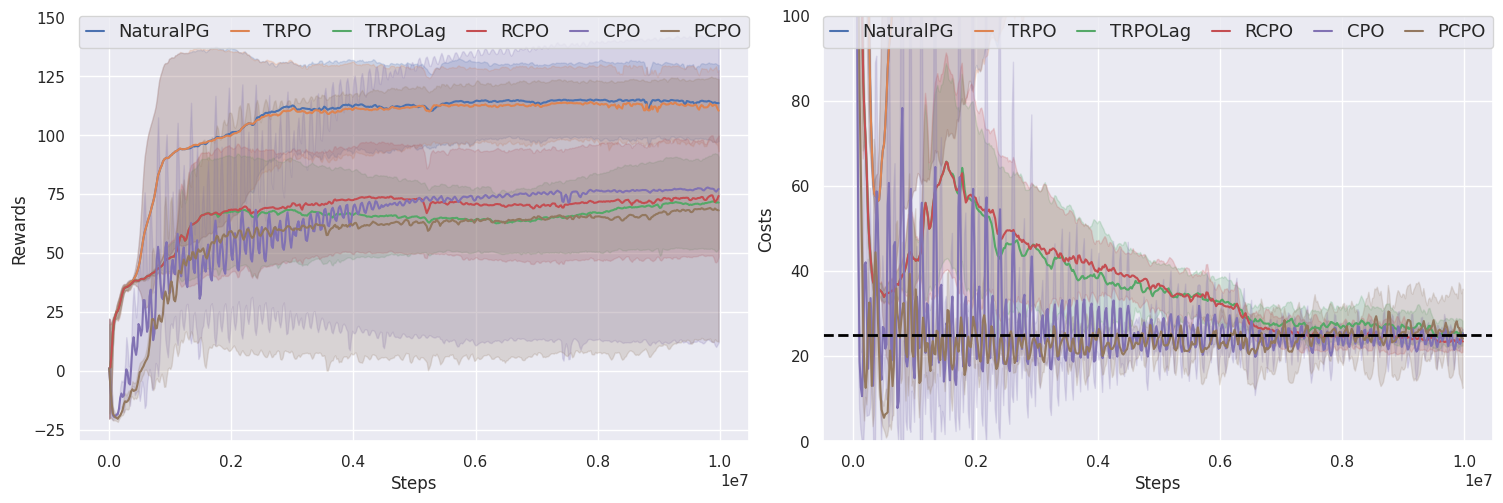 NaturalPG TRPO TRPOLag RCPO CPO PCPO
150
125
100
75
50
25
0
−25
Rewards
0.0 0.2 0.4 0.6 0.8 1.0
1e7
Steps
NaturalPG TRPO TRPOLag RCPO CPO PCPO
100
80
60
40
20
0
Costs
0.0 0.2 0.4 0.6 0.8 1.0
1e7
Steps